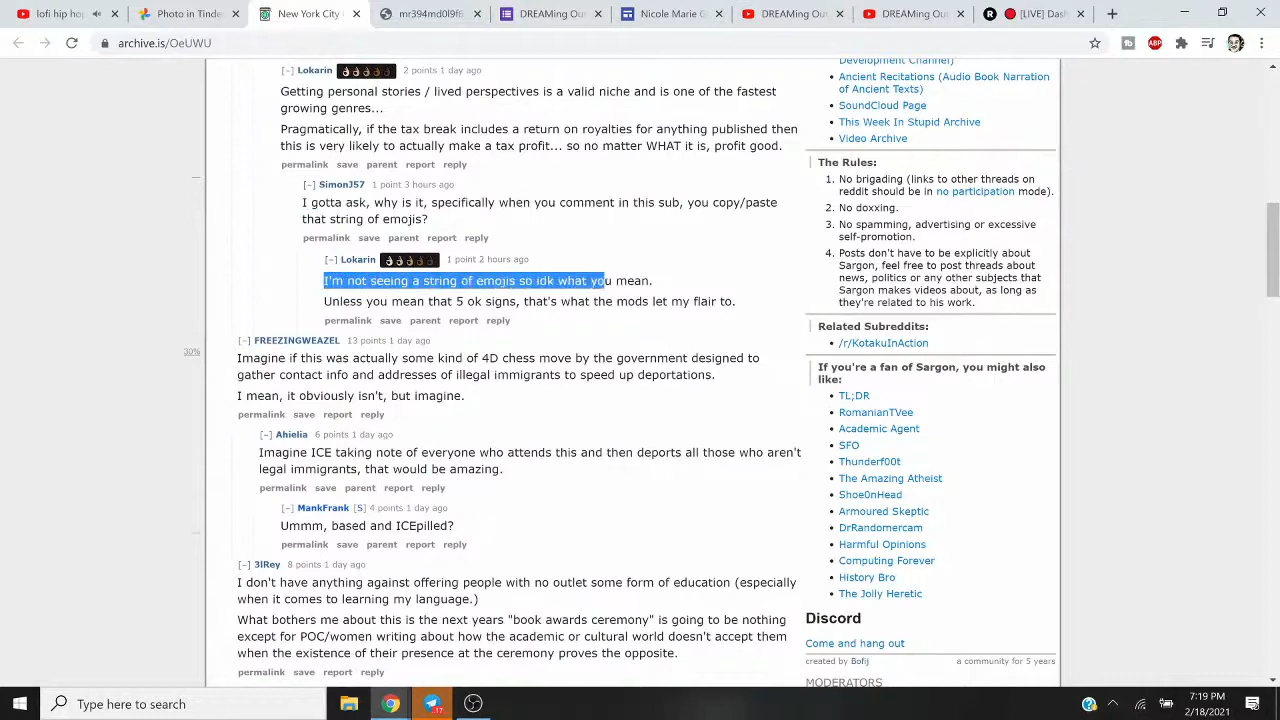 lofi hip hop
Photo in Tinde
New York City
mr394md0l9f6
DREAMing Out
Nicole Marie G
DREAMing Ou
DREAMing Ou
[LIVE] Dash
archive.is/OeUWU
[–] Lokarin 👌👌👌👌👌 2 points 1 day ago
Getting personal stories / lived perspectives is a valid niche and is one of the fastest
growing genres...
Pragmatically, if the tax break includes a return on royalties for anything published then
this is very likely to actually make a tax profit... so no matter WHAT it is, profit good.
permalink save parent report reply
[–] SimonJ57 1 point 3 hours ago
I gotta ask, why is it, specifically when you comment in this sub, you copy/paste
that string of emojis?
permalink save parent report reply
[–] Lokarin 👌👌👌👌👌 1 point 2 hours ago
I'm not seeing a string of emojis so idk what you mean.
Unless you mean that 5 ok signs, that's what the mods let my flair to.
permalink save parent report reply
30%
[–] FREEZINGWEAZEL 13 points 1 day ago
Imagine if this was actually some kind of 4D chess move by the government designed to
gather contact info and addresses of illegal immigrants to speed up deportations.
I mean, it obviously isn't, but imagine.
permalink save report reply
[–] Ahielia 6 points 1 day ago
Imagine ICE taking note of everyone who attends this and then deports all those who aren't
legal immigrants, that would be amazing.
permalink save parent report reply
[–] MankFrank [S] 4 points 1 day ago
Ummm, based and ICEpilled?
permalink save parent report reply
[–] 3lRey 8 points 1 day ago
I don't have anything against offering people with no outlet some form of education (especially
when it comes to learning my language.)
What bothers me about this is the next years "book awards ceremony" is going to be nothing
except for POC/women writing about how the academic or cultural world doesn't accept them
when the existence of their presence at the ceremony proves the opposite.
permalink save report reply
Development Channel)
Ancient Recitations (Audio Book Narration
of Ancient Texts)
SoundCloud Page
This Week In Stupid Archive
Video Archive
The Rules:
1. No brigading (links to other threads on
reddit should be in no participation mode).
2. No doxxing.
3. No spamming, advertising or excessive
self-promotion.
4. Posts don't have to be explicitly about
Sargon, feel free to post threads about
news, politics or any other subjects that
Sargon makes videos about, as long as
they're related to his work.
Related Subreddits:
/r/KotakuInAction
If you're a fan of Sargon, you might also
like:
TL;DR
RomanianTVee
Academic Agent
SFO
Thunderf00t
The Amazing Atheist
Shoe0nHead
Armoured Skeptic
DrRandomercam
Harmful Opinions
Computing Forever
History Bro
The Jolly Heretic
Discord
Come and hang out
created by Bofij a community for 5 years
MODERATORS
Type here to search
17
7:19 PM
2/18/2021